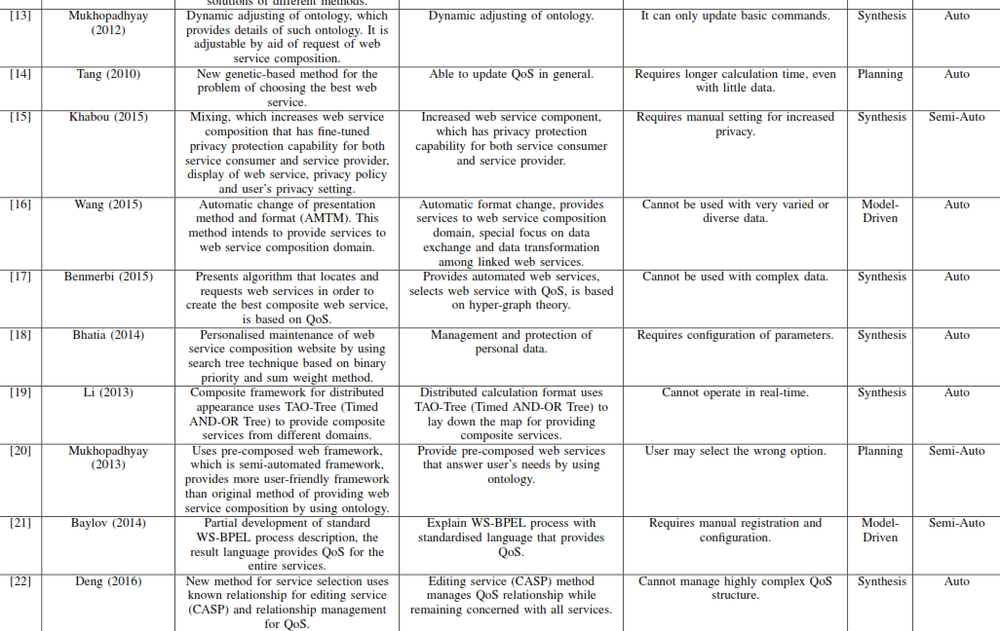 solutions of different methods.
[13] Mukhopadhyay (2012) Dynamic adjusting of ontology, which provides details of such ontology. It is adjustable by aid of request of web service composition. Dynamic adjusting of ontology. It can only update basic commands. Synthesis Auto
[14] Tang (2010) New genetic-based method for the problem of choosing the best web service. Able to update QoS in general. Requires longer calculation time, even with little data. Planning Auto
[15] Khabou (2015) Mixing, which increases web service composition that has fine-tuned privacy protection capability for both service consumer and service provider, display of web service, privacy policy and user's privacy setting. Increased web service component, which has privacy protection capability for both service consumer and service provider. Requires manual setting for increased privacy. Synthesis Semi-Auto
[16] Wang (2015) Automatic change of presentation method and format (AMTM). This method intends to provide services to web service composition domain. Automatic format change, provides services to web service composition domain, special focus on data exchange and data transformation among linked web services. Cannot be used with very varied or diverse data. Model-Driven Auto
[17] Benmerbi (2015) Presents algorithm that locates and requests web services in order to create the best composite web service, is based on QoS. Provides automated web services, selects web service with QoS, is based on hyper-graph theory. Cannot be used with complex data. Synthesis Auto
[18] Bhatia (2014) Personalised maintenance of web service composition website by using search tree technique based on binary priority and sum weight method. Management and protection of personal data. Requires configuration of parameters. Synthesis Auto
[19] Li (2013) Composite framework for distributed appearance uses TAO-Tree (Timed AND-OR Tree) to provide composite services from different domains. Distributed calculation format uses TAO-Tree (Timed AND-OR Tree) to lay down the map for providing composite services. Cannot operate in real-time. Synthesis Auto
[20] Mukhopadhyay (2013) Uses pre-composed web framework, which is semi-automated framework, provides more user-friendly framework than original method of providing web service composition by using ontology. Provide pre-composed web services that answer user's needs by using ontology. User may select the wrong option. Planning Semi-Auto
[21] Baylov (2014) Partial development of standard WS-BPEL process description, the result language provides QoS for the entire services. Explain WS-BPEL process with standardised language that provides QoS. Requires manual registration and configuration. Model-Driven Semi-Auto
[22] Deng (2016) New method for service selection uses known relationship for editing service (CASP) and relationship management for QoS. Editing service (CASP) method manages QoS relationship while remaining concerned with all services. Cannot manage highly complex QoS structure. Synthesis Auto